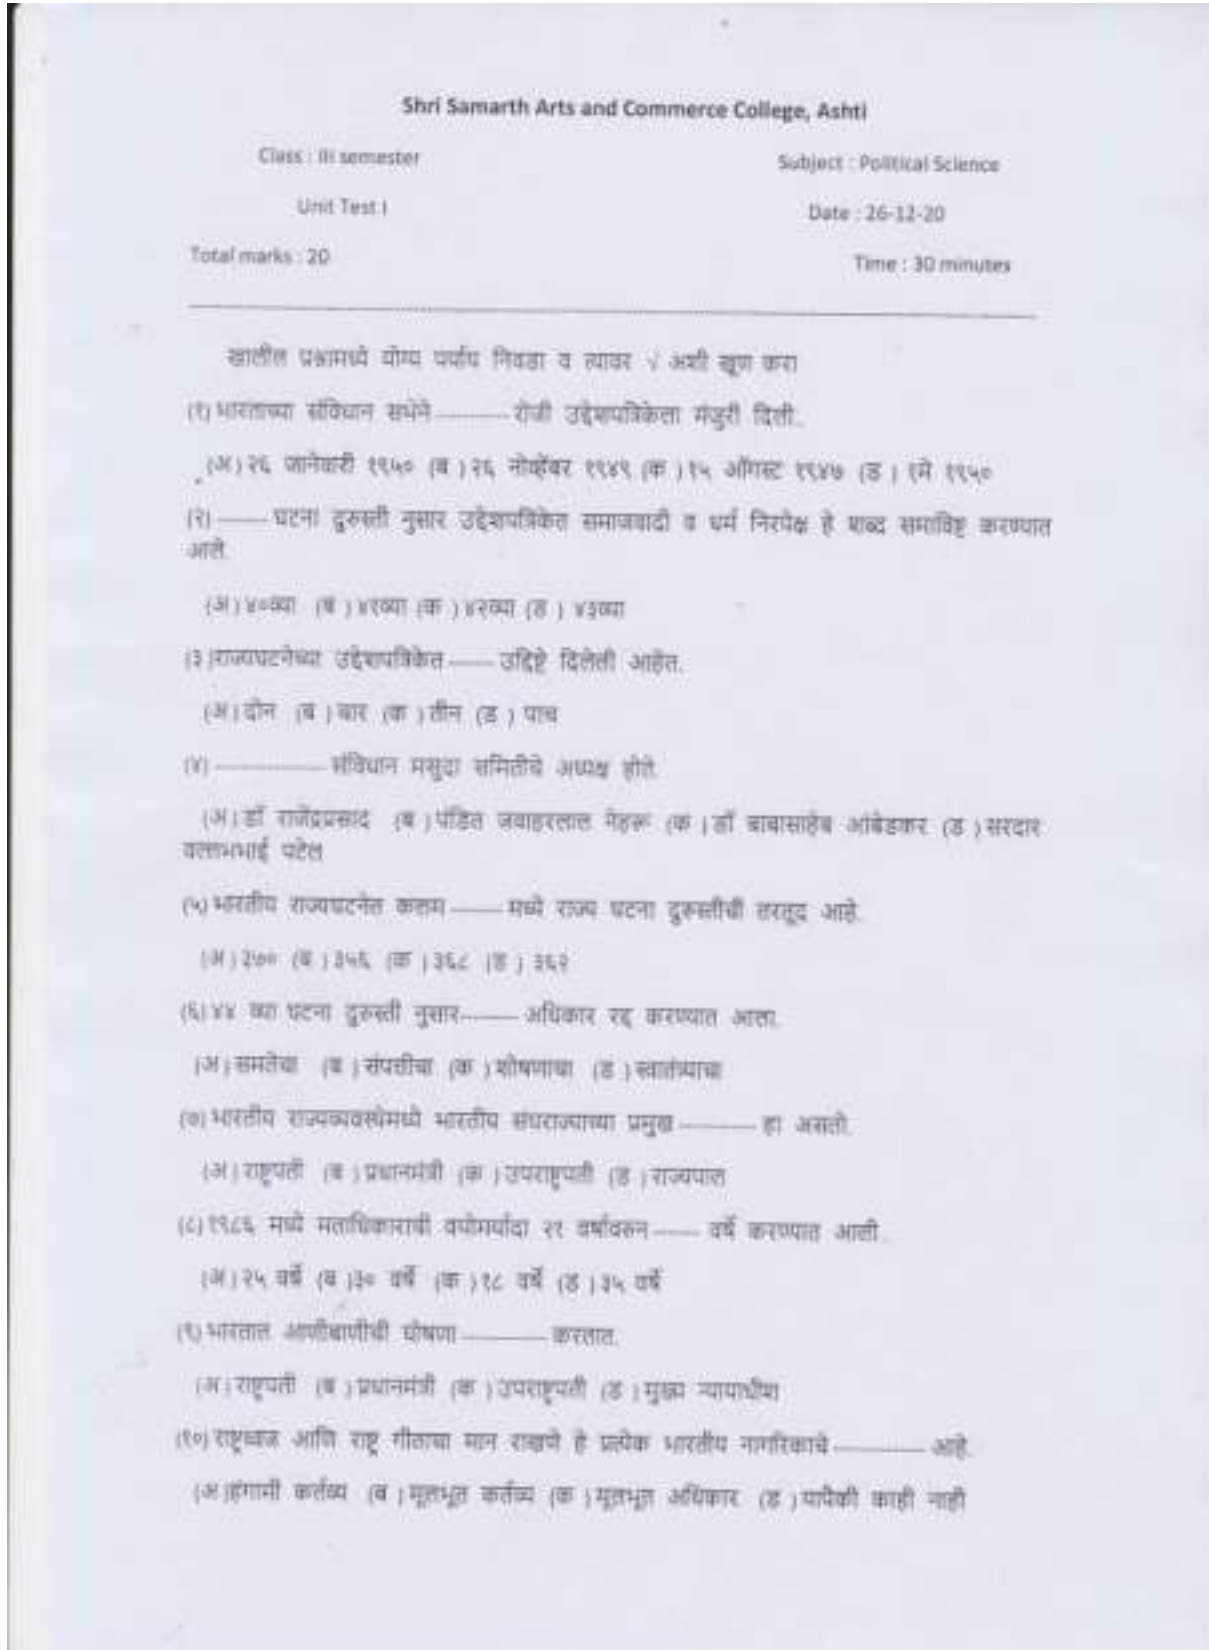 Shri Samarth Arts and Commerce College, Ashti
Class : III semester
Subject : Political Science
Unit Test I
Date : 26-12-20
Total marks : 20
Time : 30 minutes
खालील प्रश्नामध्ये योग्य पर्याय निवडा व त्यावर √ अशी खूण करा
(१) भारताच्या संविधान सभेने ----------- रोजी उद्देशपत्रिकेला मंजुरी दिली.
(अ) २६ जानेवारी १९५० (ब ) २६ नोव्हेंबर १९४९ (क ) १५ ऑगस्ट १९४७ (ड ) १मे १९५०
(२) ------- घटना दुरुस्ती नुसार उद्देशपत्रिकेत समाजवादी व धर्म निरपेक्ष हे शब्द समाविष्ट करण्यात
आले.
(अ) ४०व्या (ब ) ४१व्या (क ) ४२व्या (ड ) ४३व्या
(३ )राज्यघटनेच्या उद्देशपत्रिकेत ------ उद्दिष्टे दिलेली आहेत.
(अ) दोन (ब ) चार (क ) तीन (ड ) पाच
(४) ---------------- संविधान मसुदा समितीचे अध्यक्ष होते.
(अ) डॉ राजेंद्रप्रसाद (ब ) पंडित जवाहरलाल नेहरू (क ) डॉ बाबासाहेब आंबेडकर (ड ) सरदार
वल्लभभाई पटेल
(५) भारतीय राज्यघटनेत कलम ------- मध्ये राज्य घटना दुरुस्तीची तरतूद आहे.
(अ) ३७० (ब ) ३५६ (क ) ३६८ (ड ) ३६२
(६) ४४ व्या घटना दुरुस्ती नुसार-------- अधिकार रद्द करण्यात आला.
(अ) समतेचा (ब ) संपत्तीचा (क ) शोषणाचा (ड ) स्वातंत्र्याचा
(७) भारतीय राज्यव्यवस्थेमध्ये भारतीय संघराज्याच्या प्रमुख ----------- हा असतो.
(अ) राष्ट्रपती (ब ) प्रधानमंत्री (क ) उपराष्ट्रपती (ड ) राज्यपाल
(८) १९८६ मध्ये मताधिकाराची वयोमर्यादा २१ वर्षावरुन ------ वर्षे करण्यात आली.
(अ) २५ वर्षे (ब )३० वर्षे (क ) १८ वर्षे (ड ) ३५ वर्षे
(९) भारतात आणीबाणीची घोषणा ------------ करतात.
(अ) राष्ट्रपती (ब ) प्रधानमंत्री (क ) उपराष्ट्रपती (ड ) मुख्य न्यायाधीश
(१०) राष्ट्रध्वज आणि राष्ट्र गीताचा मान राखणे हे प्रत्येक भारतीय नागरिकाचे ------------- आहे.
(अ )हंगामी कर्तव्य (ब ) मूलभूत कर्तव्य (क ) मूलभूत अधिकार (ड ) यापैकी काही नाही